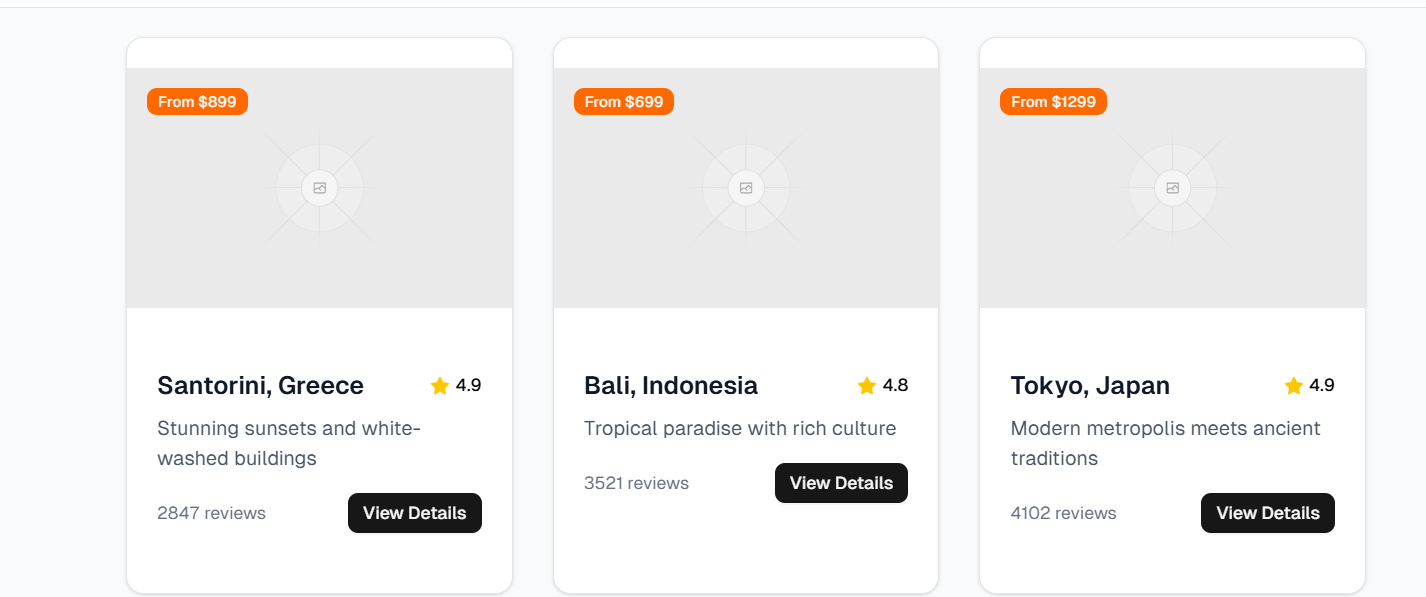 From $899
From $699
From $1299
Santorini, Greece
4.9
Stunning sunsets and white-
washed buildings
2847 reviews
View Details
Bali, Indonesia
4.8
Tropical paradise with rich culture
3521 reviews
View Details
Tokyo, Japan
4.9
Modern metropolis meets ancient
traditions
4102 reviews
View Details